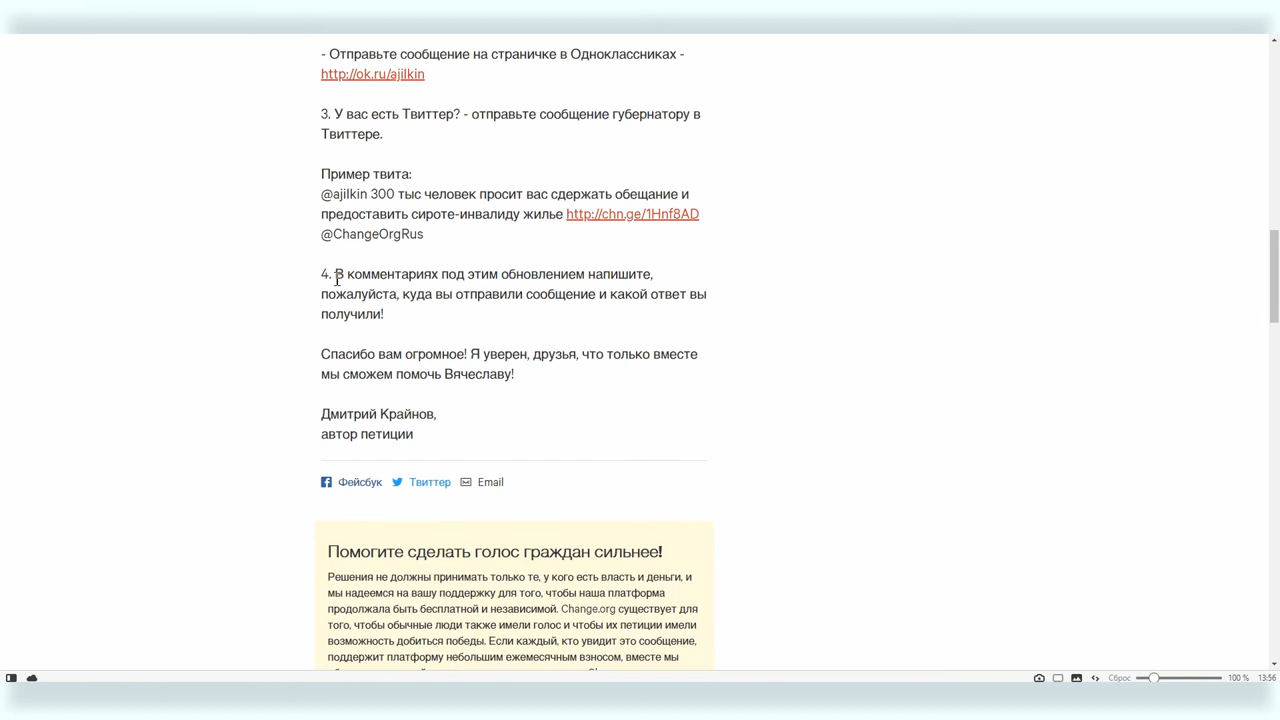 - Отправьте сообщение на страничке в Одноклассниках -
http://ok.ru/ajilkin
3. У вас есть Твиттер? - отправьте сообщение губернатору в
Твиттере.
Пример твита:
@ajilkin 300 тыс человек просит вас сдержать обещание и
предоставить сироте-инвалиду жилье http://chn.ge/1Hnf8AD
@ChangeOrgRus
4. В комментариях под этим обновлением напишите,
пожалуйста, куда вы отправили сообщение и какой ответ вы
получили!
Спасибо вам огромное! Я уверен, друзья, что только вместе
мы сможем помочь Вячеславу!
Дмитрий Крайнов,
автор петиции
Фейсбук Твиттер Email
Помогите сделать голос граждан сильнее!
Решения не должны принимать только те, у кого есть власть и деньги, и
мы надеемся на вашу поддержку для того, чтобы наша платформа
продолжала быть бесплатной и независимой. Change.org существует для
того, чтобы обычные люди также имели голос и чтобы их петиции имели
возможность добиться победы. Если каждый, кто увидит это сообщение,
поддержит платформу небольшим ежемесячным взносом, вместе мы
Сброс 100 % 13:56